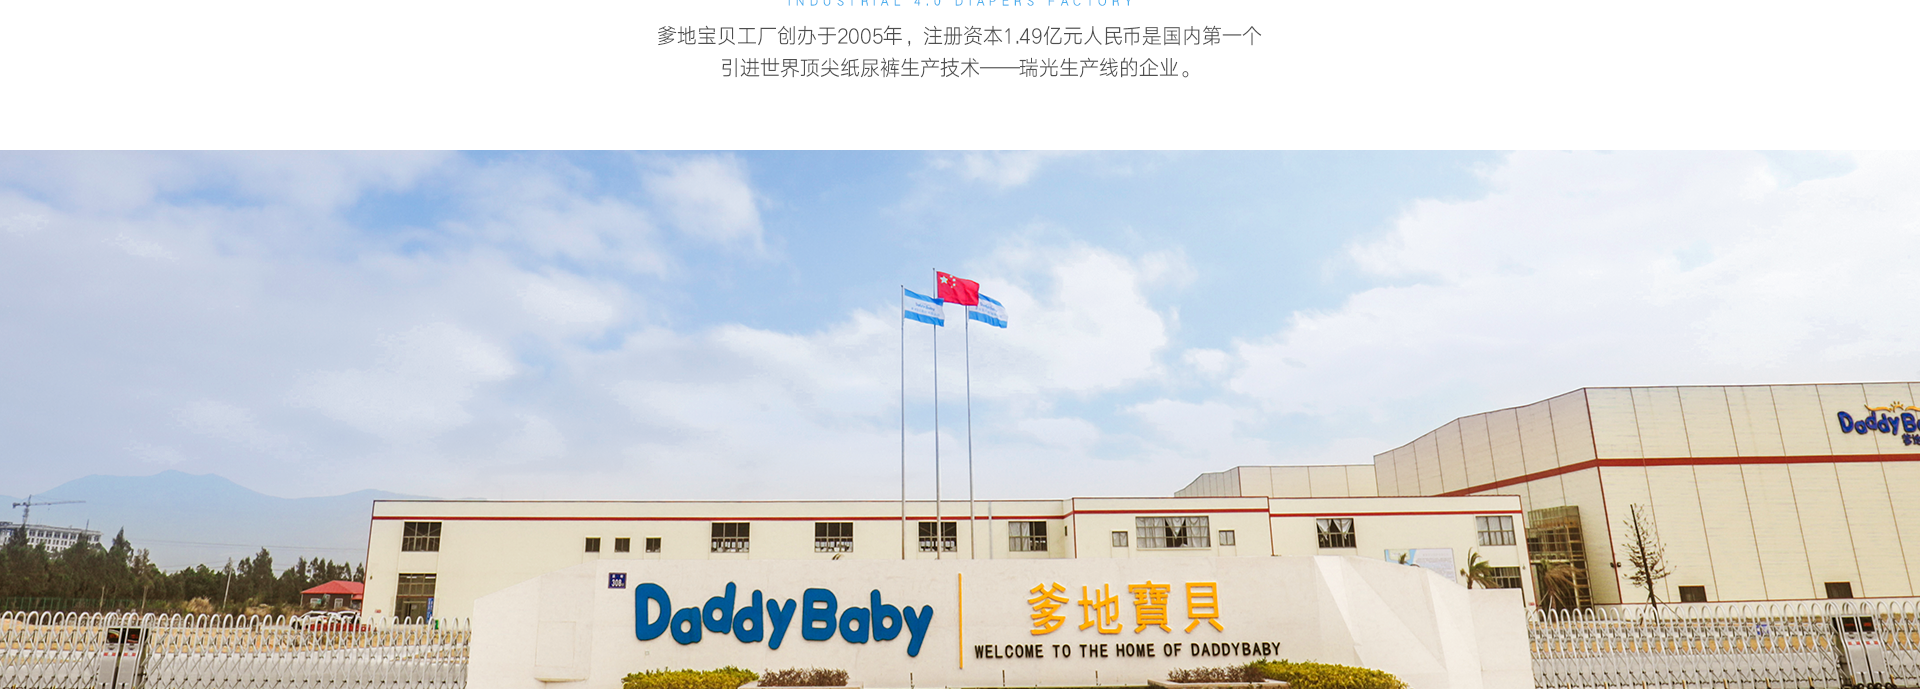 INDUSTRIAL 4.0 DIAPERS FACTORY
爹地宝贝工厂创办于2005年，注册资本1.49亿元人民币是国内第一个
引进世界顶尖纸尿裤生产技术——瑞光生产线的企业。
DaddyBa
308
DaddyBaby
爹地寶貝
WELCOME TO THE HOME OF DADDYBABY